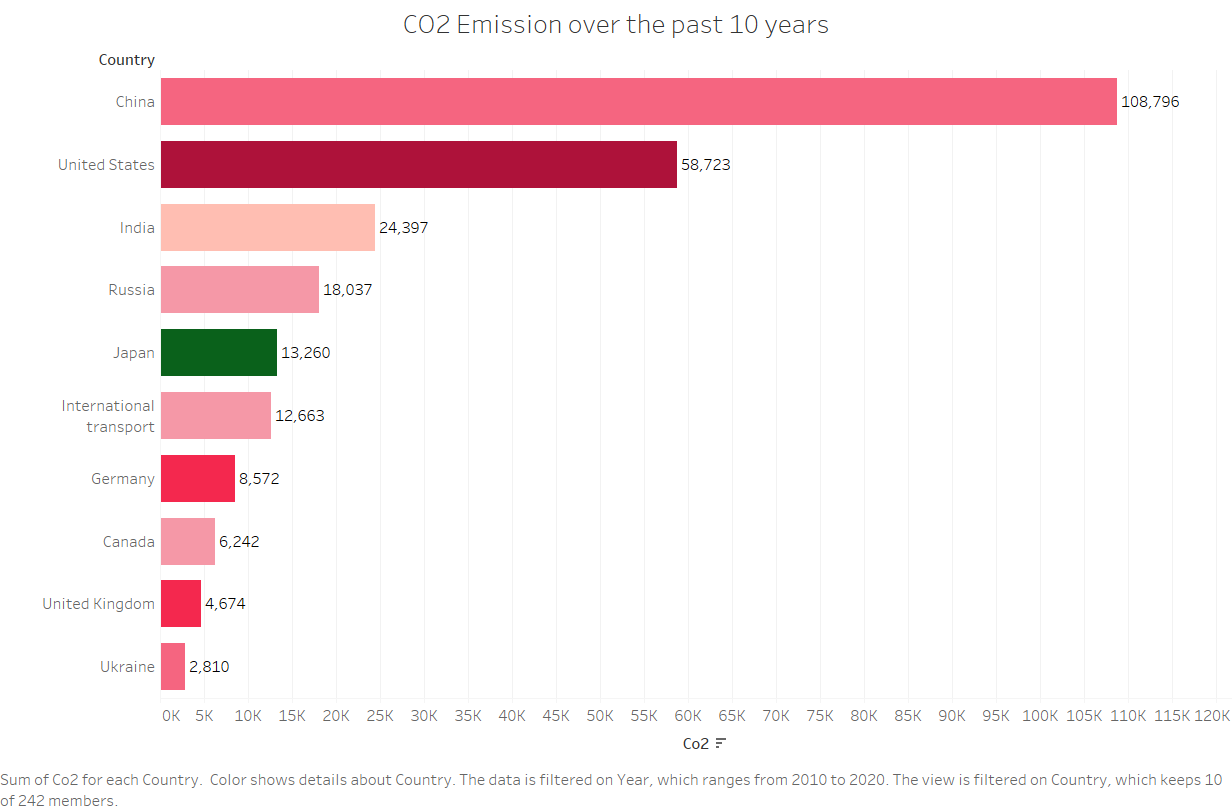 CO2 Emission over the past 10 years
Country
China
108,796
United States
58,723
India
24,397
Russia
18,037
Japan
13,260
International
transport
12,663
Germany
8,572
Canada
6,242
United Kingdom
4,674
Ukraine
2,810
0K 5K 10K 15K 20K 25K 30K 35K 40K 45K 50K 55K 60K 65K 70K 75K 80K 85K 90K 95K 100K 105K 110K 115K 120K
Co2
Sum of Co2 for each Country.  Color shows details about Country. The data is filtered on Year, which ranges from 2010 to 2020. The view is filtered on Country, which keeps 10
of 242 members.